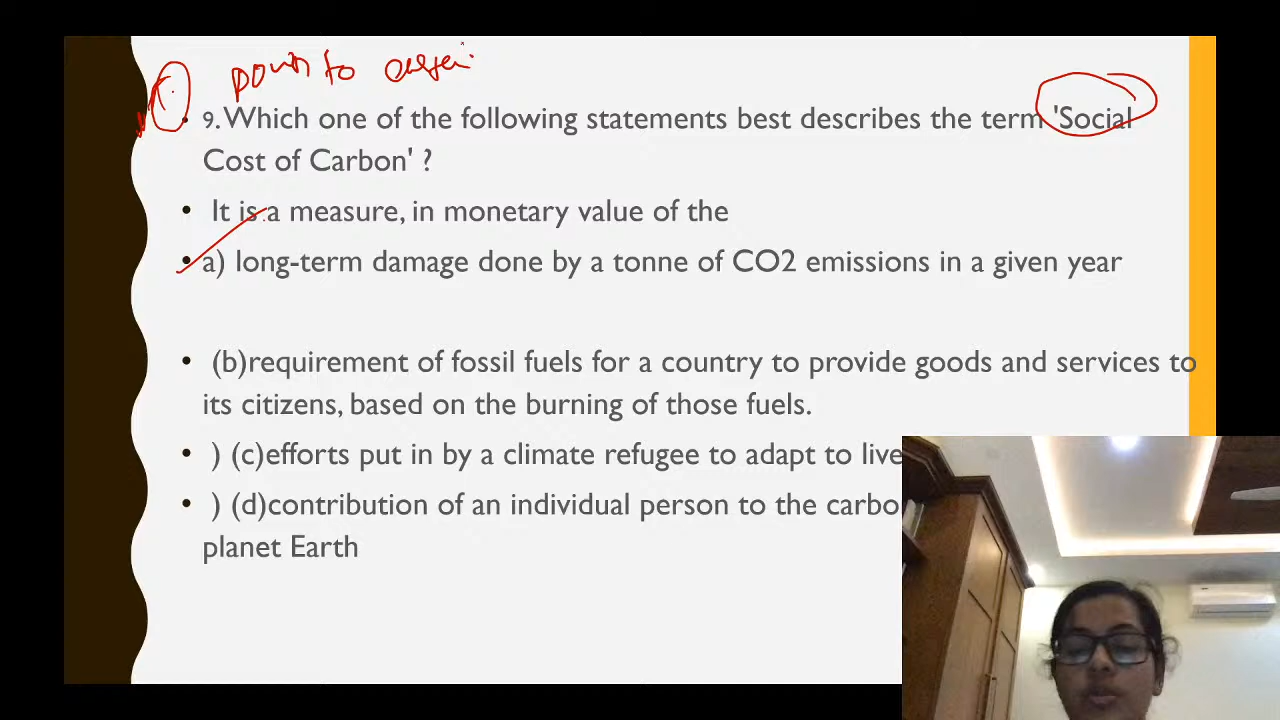 to
• 9. Which one of the following statements best describes the term 'Social
Cost of Carbon' ?
• It is a measure, in monetary value of the
• a) long-term damage done by a tonne of CO2 emissions in a given year
• (b)requirement of fossil fuels for a country to provide goods and services to
its citizens, based on the burning of those fuels.
• ) (c)efforts put in by a climate refugee to adapt to live
• ) (d)contribution of an individual person to the carbo
planet Earth